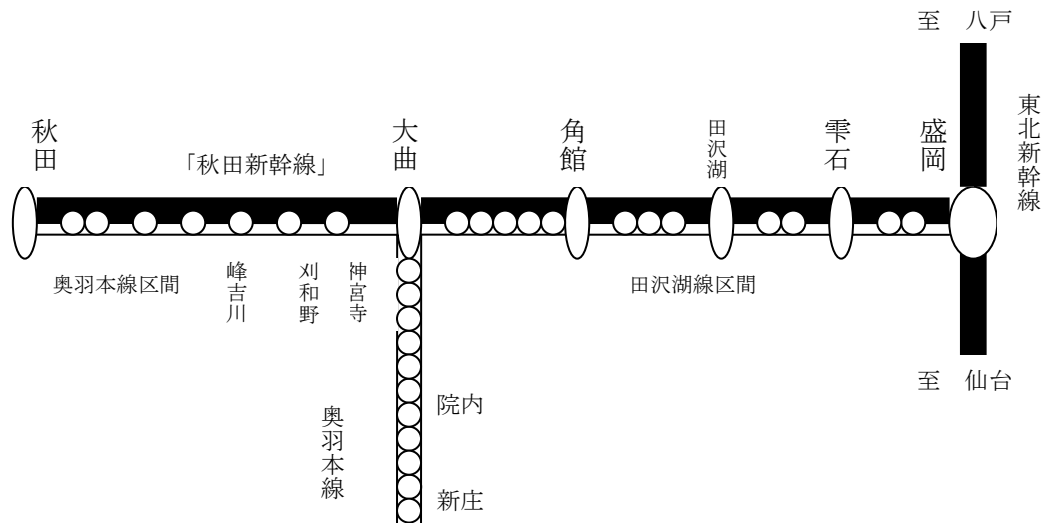 至　八戸
東北新幹線
秋田
大曲
角館
田沢湖
雫石
盛岡
「秋田新幹線」
奥羽本線区間
峰吉川
刈和野
神宮寺
田沢湖線区間
至　仙台
奥羽本線
院内
新庄